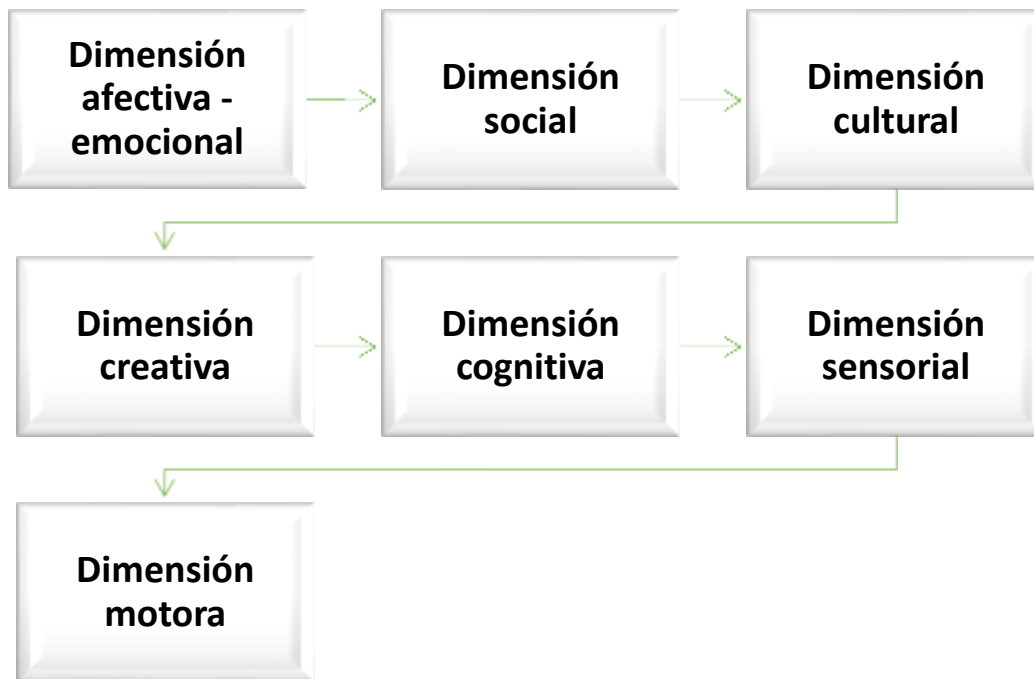 Dimensión
afectiva -
emocional
Dimensión
social
Dimensión
cultural
Dimensión
creativa
Dimensión
cognitiva
Dimensión
sensorial
Dimensión
motora